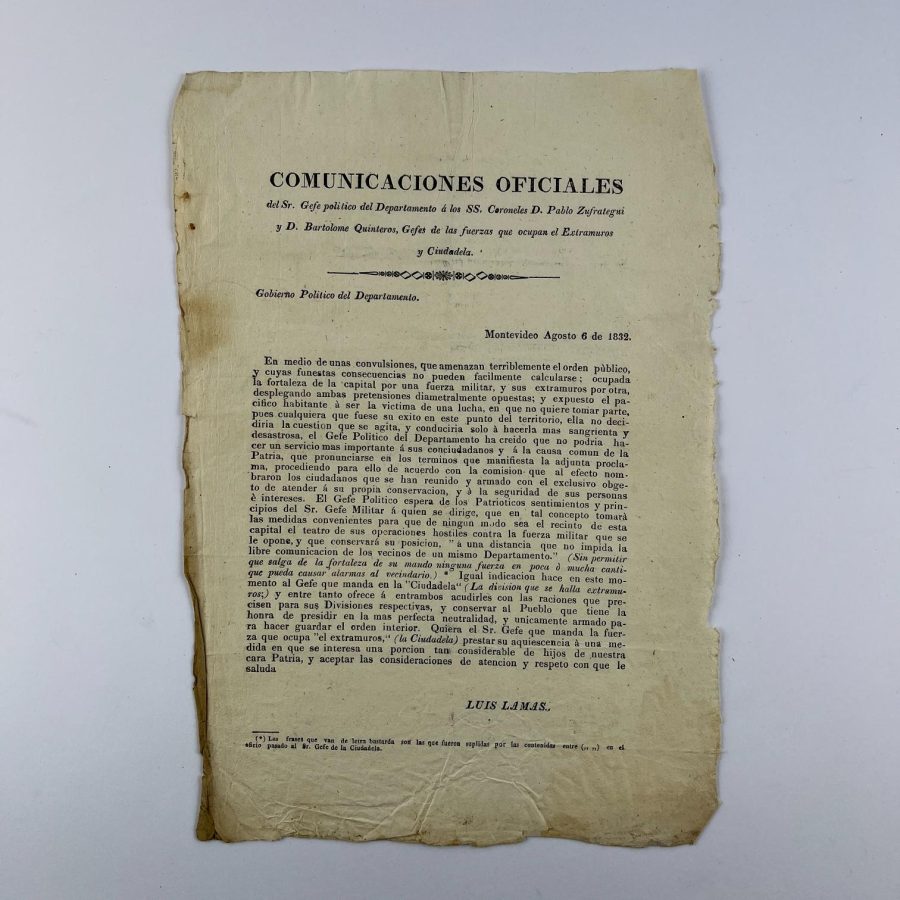 COMUNICACIONES OFICIALES
del Sr. Gefe politico del Departamento á los SS. Coroneles D. Pablo Zufrategui
y D. Bartolome Quinteros, Gefes de las fuerzas que ocupan el Extramuros
y Ciudadela.
Gobierno Politico del Departamento.
Montevideo Agosto 6 de 1832.
En medio de unas convulsiones, que amenazan terriblemente el orden pùblico,
y cuyas funestas consecuencias no pueden facilmente calcularse; ocupada
la fortaleza de la capital por una fuerza militar, y sus extramuros por otra,
desplegando ambas pretensiones diametralmente opuestas; y expuesto el pa-
cifico habitante à ser la victima de una lucha, en que no quiere tomar parte,
pues cualquiera que fuese su exito en este punto del territorio, ella no deci-
diria la cuestion que se agita, y conduciria solo à hacerla mas sangrienta y
desastrosa, el Gefe Politico del Departamento ha creido que no podria ha-
cer un servicio mas importante á sus conciudadanos y á la causa comun de la
Patria, que pronunciarse en los terminos que manifiesta la adjunta procla-
ma, procediendo para ello de acuerdo con la comision que al efecto nom-
braron los ciudadanos que se han reunido y armado con el exclusivo obge-
to de atender á su propia conservacion, y à la seguridad de sus personas
è intereses. El Gefe Politico espera de los Patrioticos sentimientos y prin-
cipios del Sr. Gefe Militar á quien se dirige, que en tal concepto tomarà
las medidas convenientes para que de ningun modo sea el recinto de esta
capital el teatro de sus operaciones hostiles contra la fuerza militar que se
le opone, y que conservará su posicion, "à una distancia que no impida la
libre comunicacion de los vecinos de un mismo Departamento." (Sin permitir
que salga de la fortaleza de su mando ninguna fuerza en poca ò mucha canti-
que pueda causar alarmas al vecindario.) * Igual indicacion hace en este mo-
mento al Gefe que manda en la "Ciudadela" (La división que se halla extramu-
ros;) y entre tanto ofrece á entrambos acudirles con las raciones que pre-
cisen para sus Divisiones respectivas, y conservar al Pueblo que tiene la
honra de presidir en la mas perfecta neutralidad, y unicamente armado pa-
ra hacer guardar el orden interior. Quiera el Sr. Gefe que manda la fuer-
za que ocupa "el extramuros," (la Ciudadela) prestar su aquiescencia à una me-
dida en que se interesa una porcion tan considerable de hijos de nuestra
cara Patria, y aceptar las consideraciones de atencion y respeto con que le
saluda
LUIS LAMAS.
(*) Las frases que van de letra bastarda son las que fueron suplidas por las contenidas entre („ „) en el
oficio pasado al Sr. Gefe de la Ciudadela.